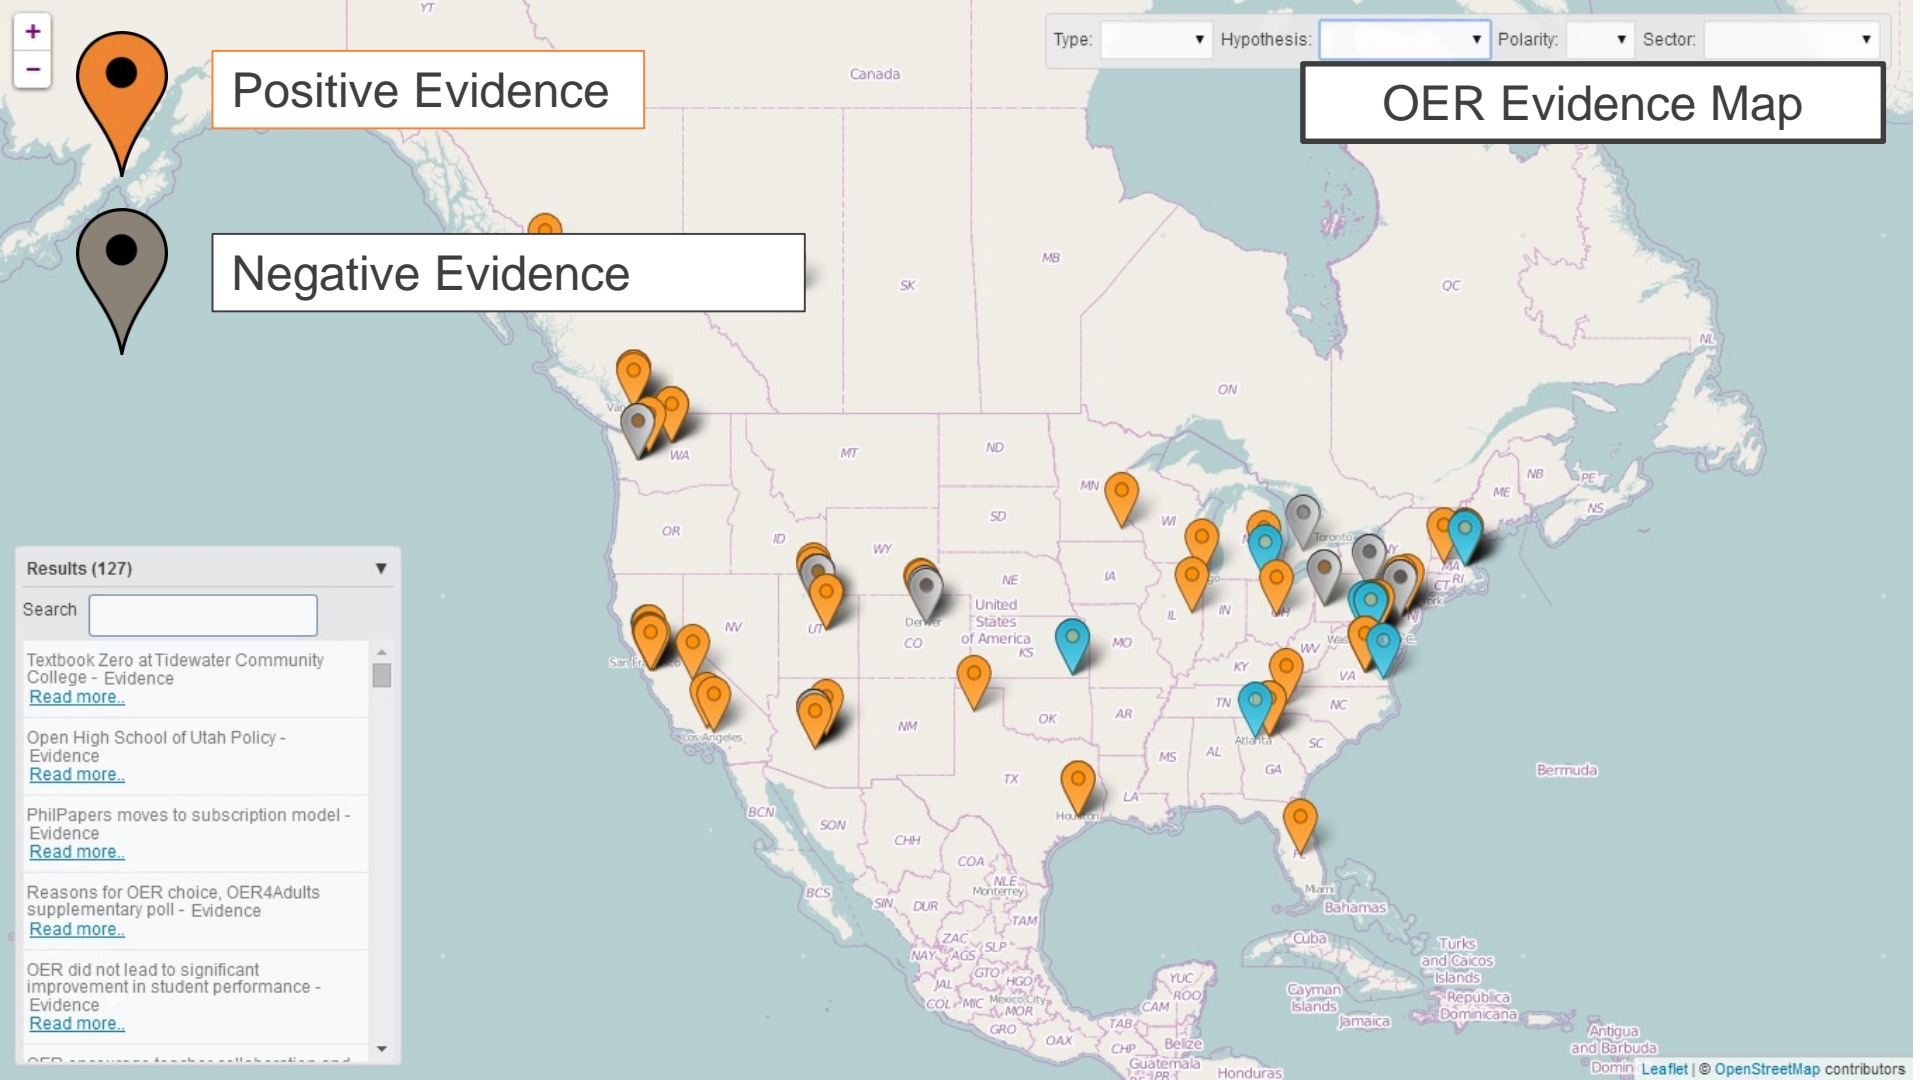 +
−
Positive Evidence
Negative Evidence
Type:
Hypothesis:
Polarity:
Sector:
OER Evidence Map
YT
Canada
MB
SK
QC
NL
ON
NB
PE
NS
ME
WA
MT
ND
MN
SD
WI
OR
ID
WY
Toronto
NY
MA
CT
RI
NE
IA
United
States
of America
IL
IN
OH
NJ
NV
UT
Denver
CO
KS
MO
WV
KY
VA
TN
NC
NM
OK
AR
Los Angeles
Atlanta
SC
MS
AL
GA
TX
LA
Houston
Bermuda
FL
Miami
Bahamas
BCN
SON
CHH
COA
NLE
Monterrey
BCS
SIN
DUR
TAM
ZAC
SLP
NAY
AGS
GTO
HGO
JAL
COL
MIC
Mexico City
MOR
GRO
OAX
YUC
ROO
CAM
TAB
CHP
Belize
Guatemala
PR
Honduras
Cuba
Turks
and Caicos
Islands
Cayman
Islands
Jamaica
República
Dominicana
Antigua
and Barbuda
Results (127)
Search
Textbook Zero at Tidewater Community
College - Evidence
Read more..
Open High School of Utah Policy -
Evidence
Read more..
PhilPapers moves to subscription model -
Evidence
Read more..
Reasons for OER choice, OER4Adults
supplementary poll - Evidence
Read more..
OER did not lead to significant
improvement in student performance -
Evidence
Read more..
Leaflet | © OpenStreetMap contributors